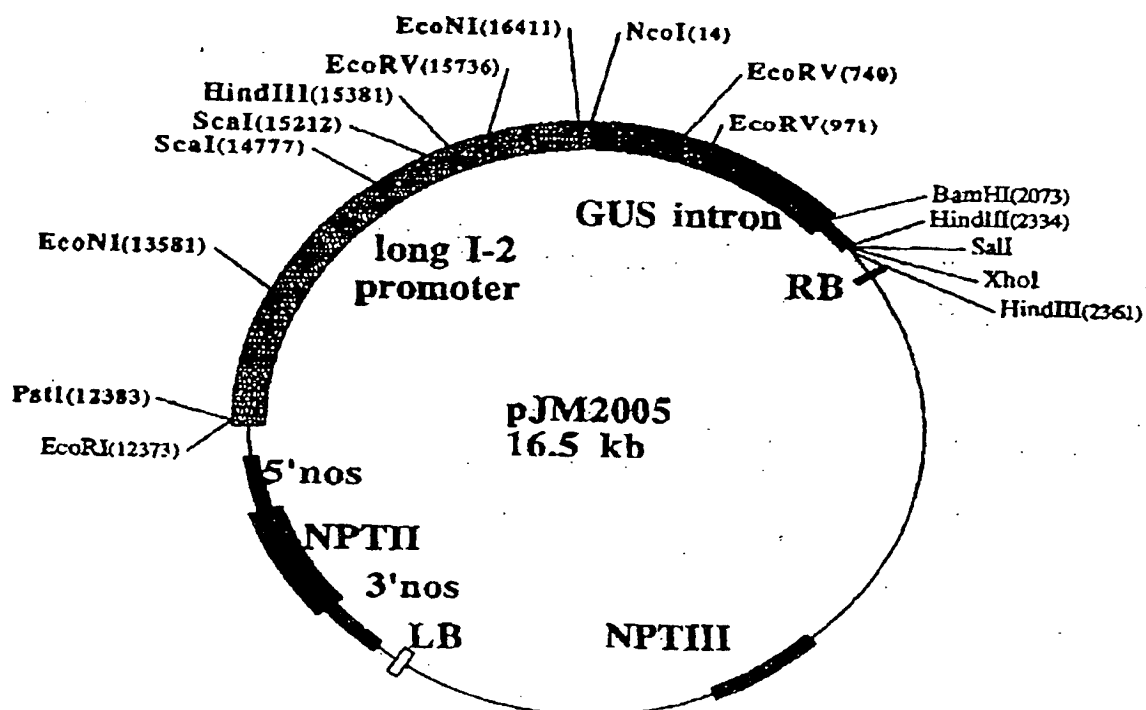 EcoNI(16411)
NcoI(14)
EcoRV(15736)
EcoRV(740)
HindIII(15381)
ScaI(15212)
EcoRV(971)
ScaI(14777)
BamHI(2073)
GUS intron
HindIII(2334)
EcoNI(13581)
long I-2
promoter
SalI
RB
XhoI
HindIII(2361)
PstI(12383)
pJM2005
16.5 kb
EcoRI(12373)
5'nos
NPTII
3'nos
LB
NPTIII